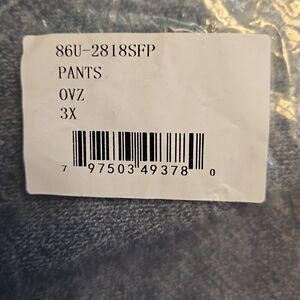 86U-2818SFP
PANTS
OVZ
3X
7 97503 49378 0